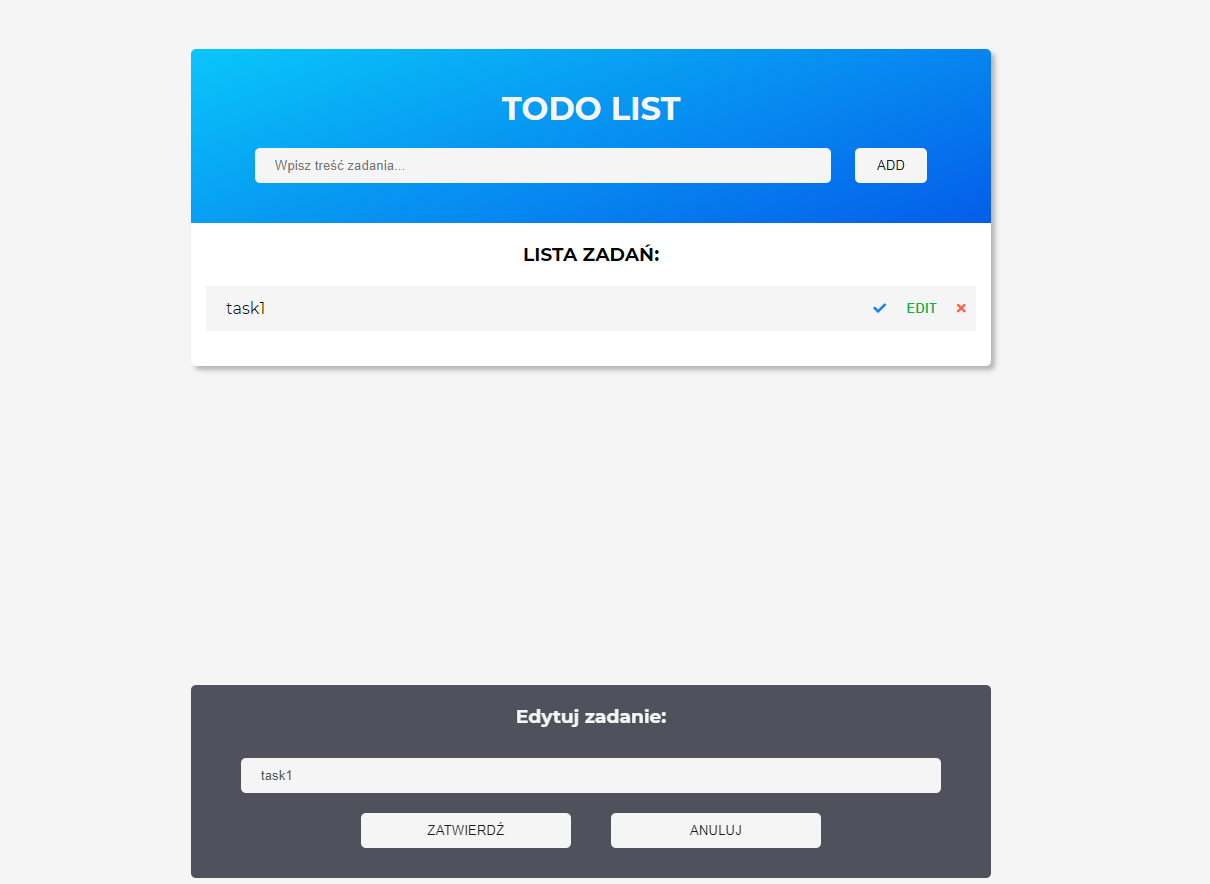 TODO LIST
Wpisz treść zadania...
ADD
LISTA ZADAŃ:
task1
EDIT
Edytuj zadanie:
task1
ZATWIERDŹ
ANULUJ